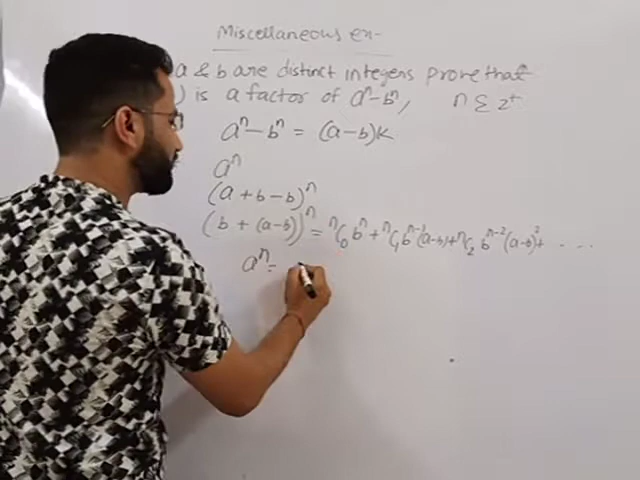 Miscellaneous ex-
a & b are distinct integers prove that
) is a factor of aⁿ-bⁿ, n Σ z⁺
aⁿ-bⁿ = (a-b)K
aⁿ
(a+b-b)ⁿ
(b + (a-b))ⁿ = ⁿC₀ bⁿ + ⁿC₁ bⁿ⁻¹(a-b) + ⁿC₂ bⁿ⁻²(a-b)² + ...
aⁿ =